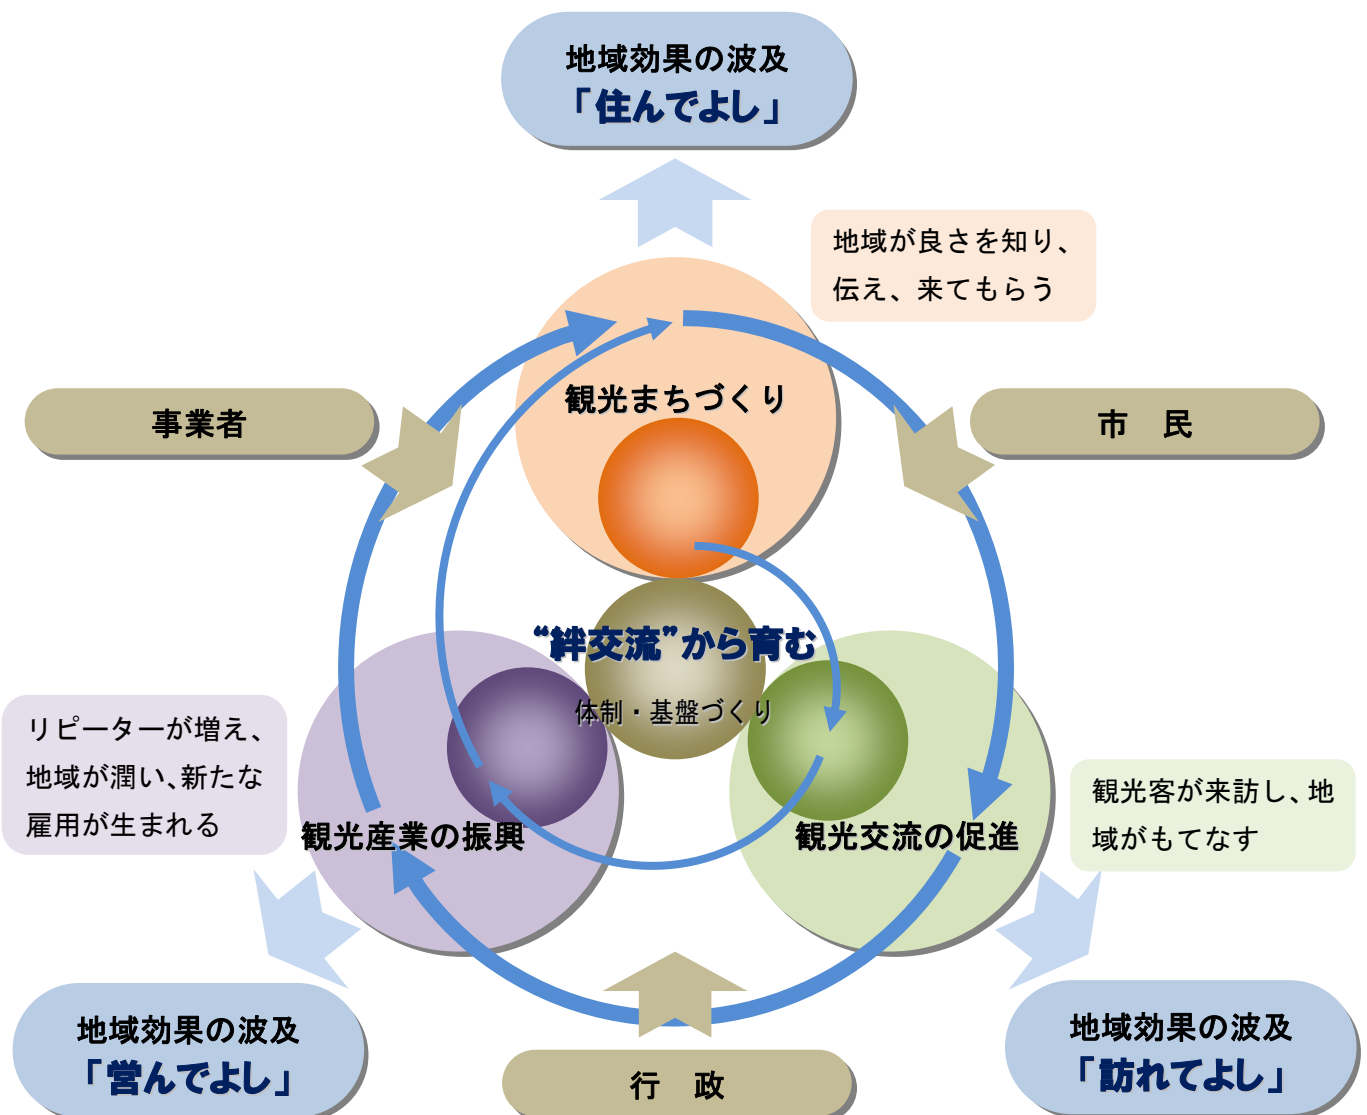 地域効果の波及
「住んでよし」
地域が良さを知り、
伝え、来てもらう
観光まちづくり
事業者
市　民
“絆交流”から育む
体制・基盤づくり
リピーターが増え、
地域が潤い、新たな
雇用が生まれる
観光産業の振興
観光交流の促進
観光客が来訪し、地
域がもてなす
地域効果の波及
「営んでよし」
行　政
地域効果の波及
「訪れてよし」